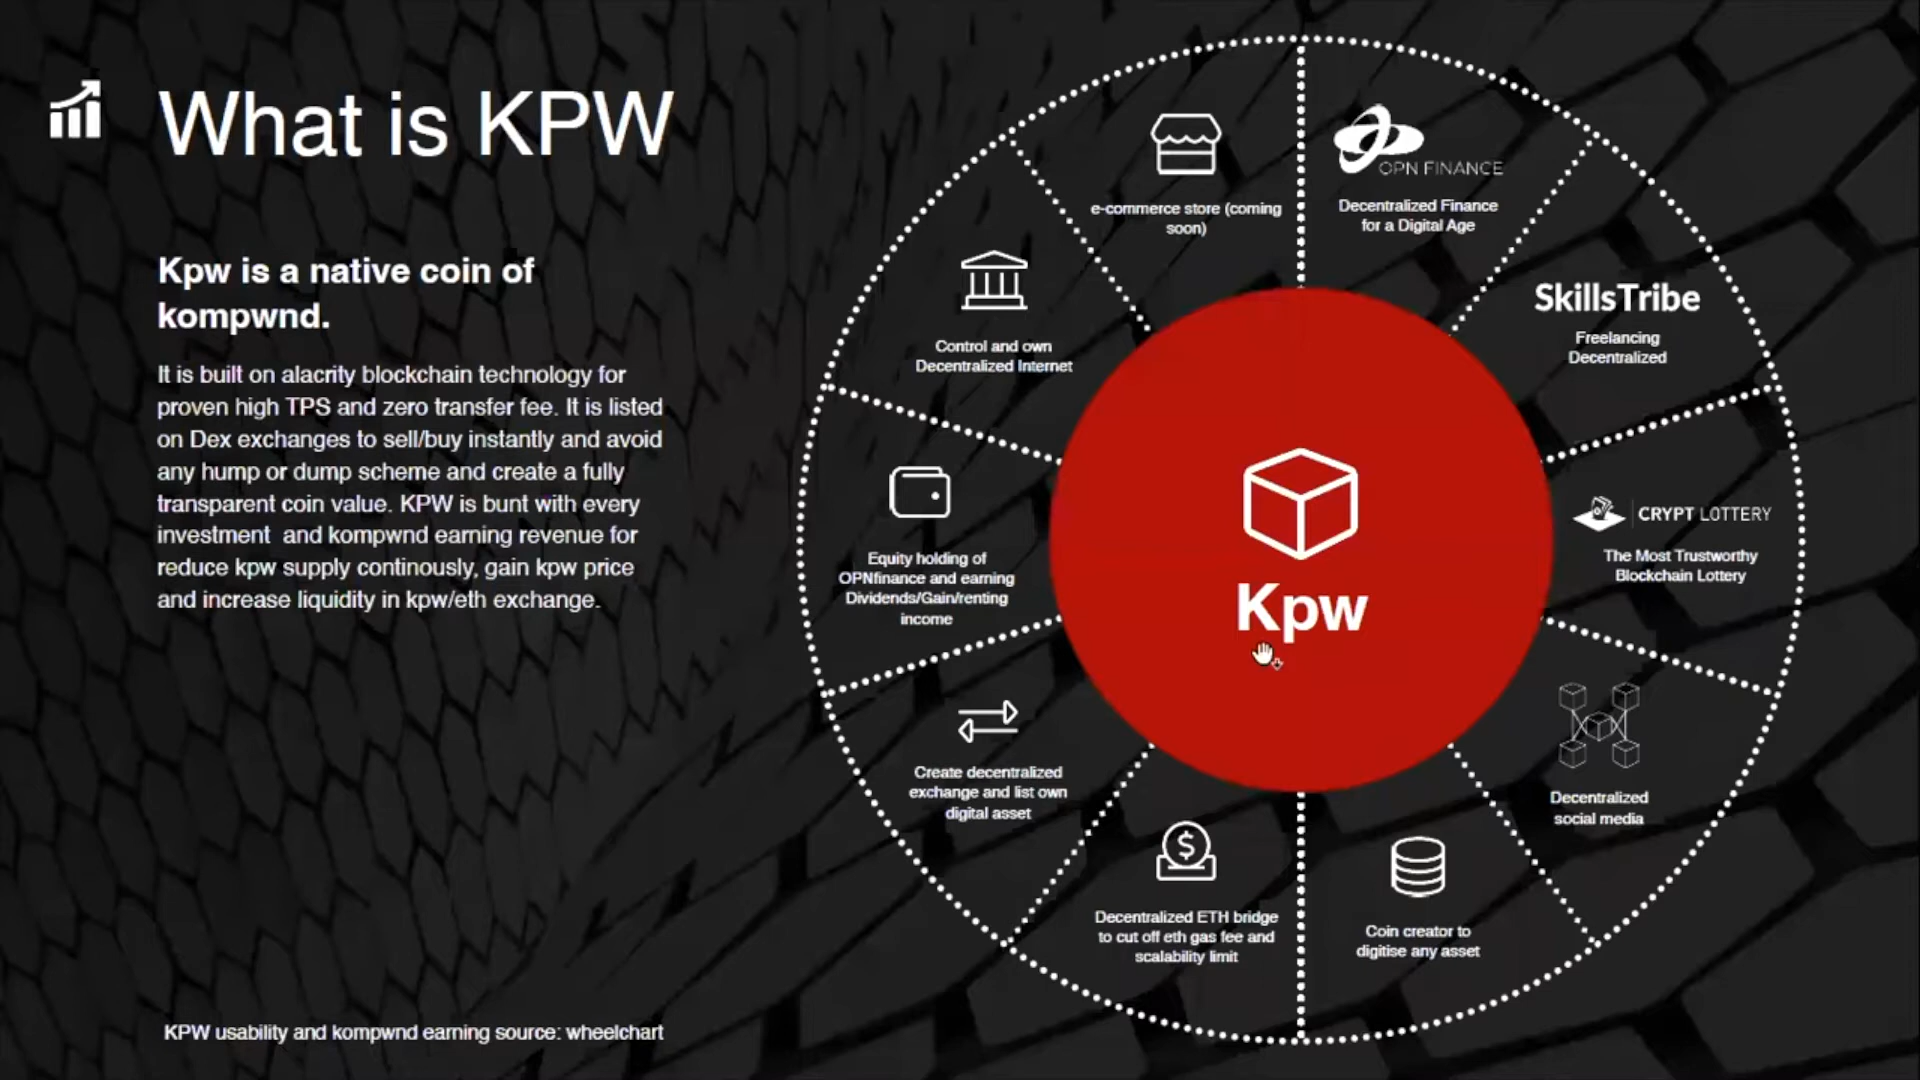 What is KPW
Kpw is a native coin of
kompwnd.
It is built on alacrity blockchain technology for
proven high TPS and zero transfer fee. It is listed
on Dex exchanges to sell/buy instantly and avoid
any hump or dump scheme and create a fully
transparent coin value. KPW is bunt with every
investment  and kompwnd earning revenue for
reduce kpw supply continously, gain kpw price
and increase liquidity in kpw/eth exchange.
KPW usability and kompwnd earning source: wheelchart
e-commerce store (coming
soon)
OPN FINANCE
Decentralized Finance
for a Digital Age
SkillsTribe
Freelancing
Decentralized
CRYPT LOTTERY
The Most Trustworthy
Blockchain Lottery
Decentralized
social media
Coin creator to
digitise any asset
Decentralized ETH bridge
to cut off eth gas fee and
scalability limit
Create decentralized
exchange and list own
digital asset
Equity holding of
OPNfinance and earning
Dividends/Gain/renting
income
Control and own
Decentralized Internet
Kpw